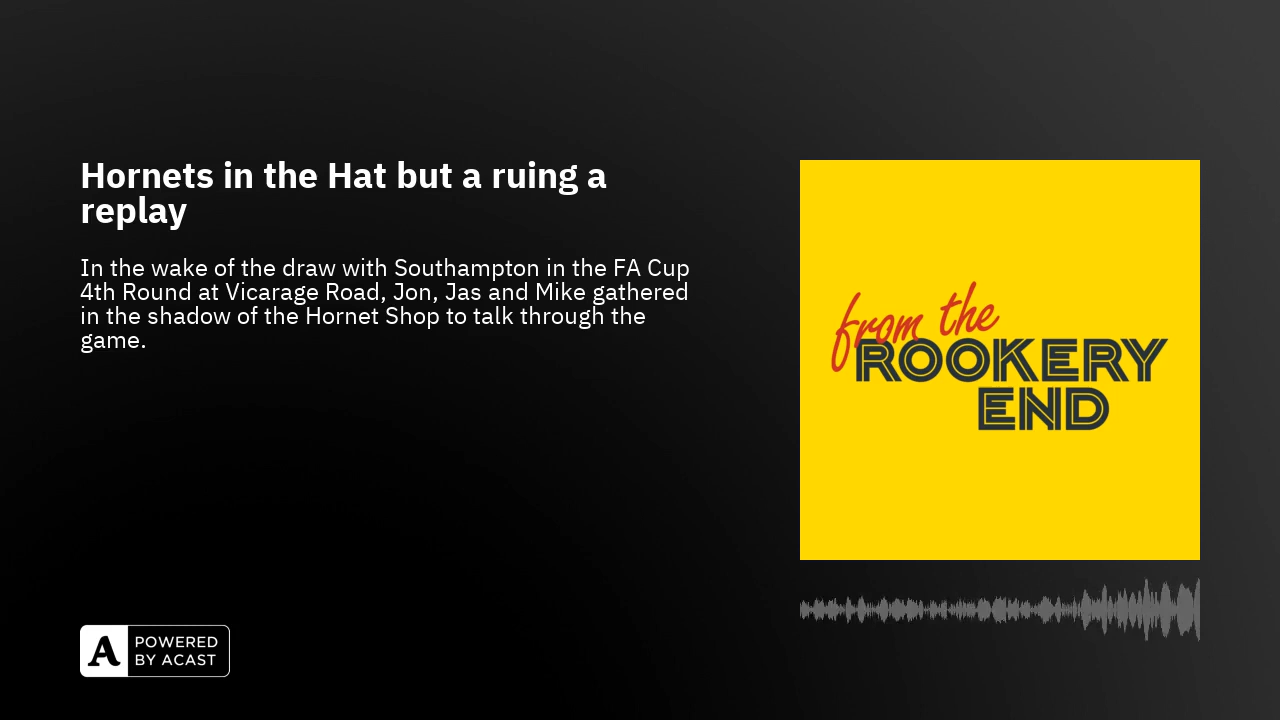 Hornets in the Hat but a ruing a
replay
In the wake of the draw with Southampton in the FA Cup
4th Round at Vicarage Road, Jon, Jas and Mike gathered
in the shadow of the Hornet Shop to talk through the
game.
from the
ROOKERY
END
A POWERED
BY ACAST